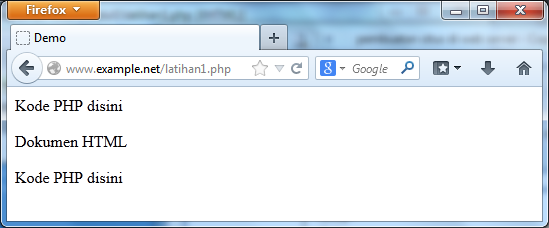 Firefox
Demo
www.example.net/latihan1.php
Google
Kode PHP disini
Dokumen HTML
Kode PHP disini